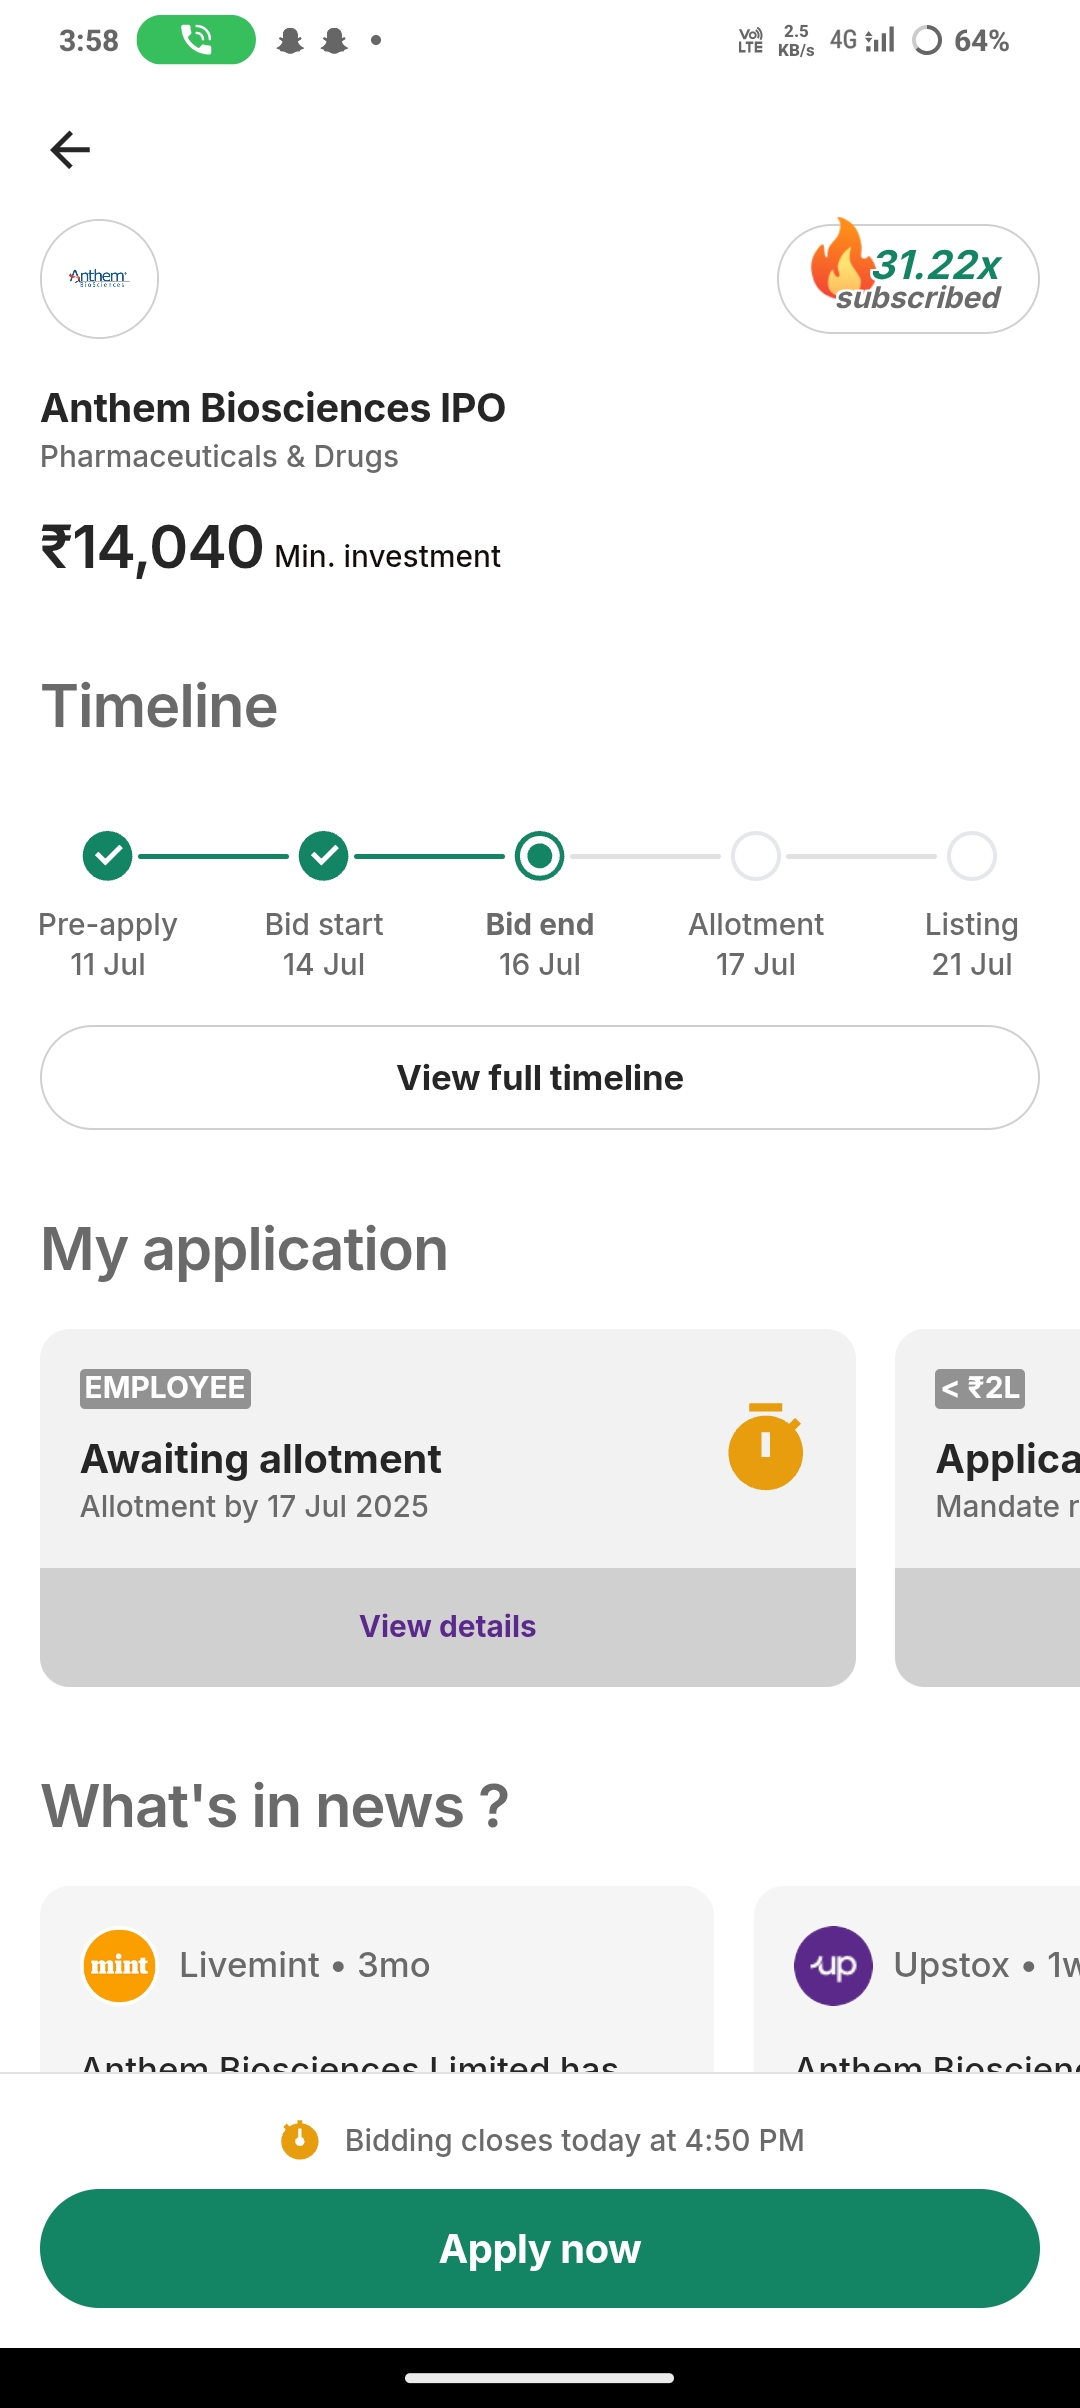 3:58
Vo)) LTE
2.5 KB/s
4G
64%
Anthem
BioSciences
31.22x
subscribed
Anthem Biosciences IPO
Pharmaceuticals & Drugs
₹14,040 Min. investment
Timeline
Pre-apply
11 Jul
Bid start
14 Jul
Bid end
16 Jul
Allotment
17 Jul
Listing
21 Jul
View full timeline
My application
EMPLOYEE
Awaiting allotment
Allotment by 17 Jul 2025
View details
< ₹2L
Applica
Mandate r
What's in news ?
mint
Livemint • 3mo
Anthem Biosciences Limited has
up
Upstox • 1w
Anthem Bioscienc
Bidding closes today at 4:50 PM
Apply now